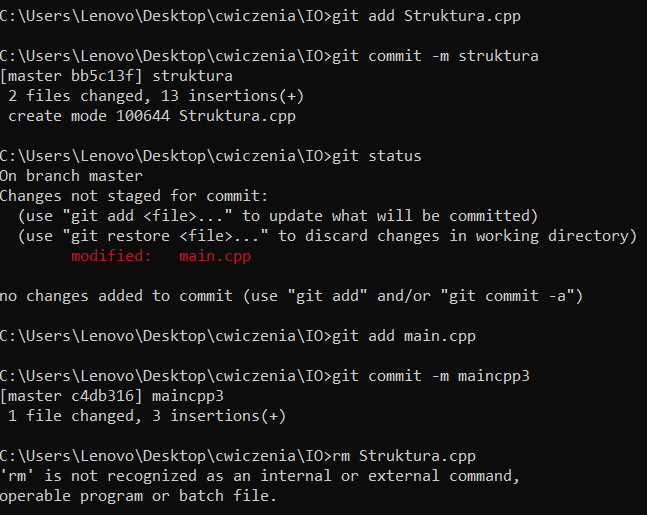 C:\Users\Lenovo\Desktop\cwiczenia\IO>git add Struktura.cpp
C:\Users\Lenovo\Desktop\cwiczenia\IO>git commit -m struktura
[master bb5c13f] struktura
 2 files changed, 13 insertions(+)
 create mode 100644 Struktura.cpp
C:\Users\Lenovo\Desktop\cwiczenia\IO>git status
On branch master
Changes not staged for commit:
  (use "git add <file>..." to update what will be committed)
  (use "git restore <file>..." to discard changes in working directory)
        modified:   main.cpp
no changes added to commit (use "git add" and/or "git commit -a")
C:\Users\Lenovo\Desktop\cwiczenia\IO>git add main.cpp
C:\Users\Lenovo\Desktop\cwiczenia\IO>git commit -m maincpp3
[master c4db316] maincpp3
 1 file changed, 3 insertions(+)
C:\Users\Lenovo\Desktop\cwiczenia\IO>rm Struktura.cpp
'rm' is not recognized as an internal or external command,
operable program or batch file.